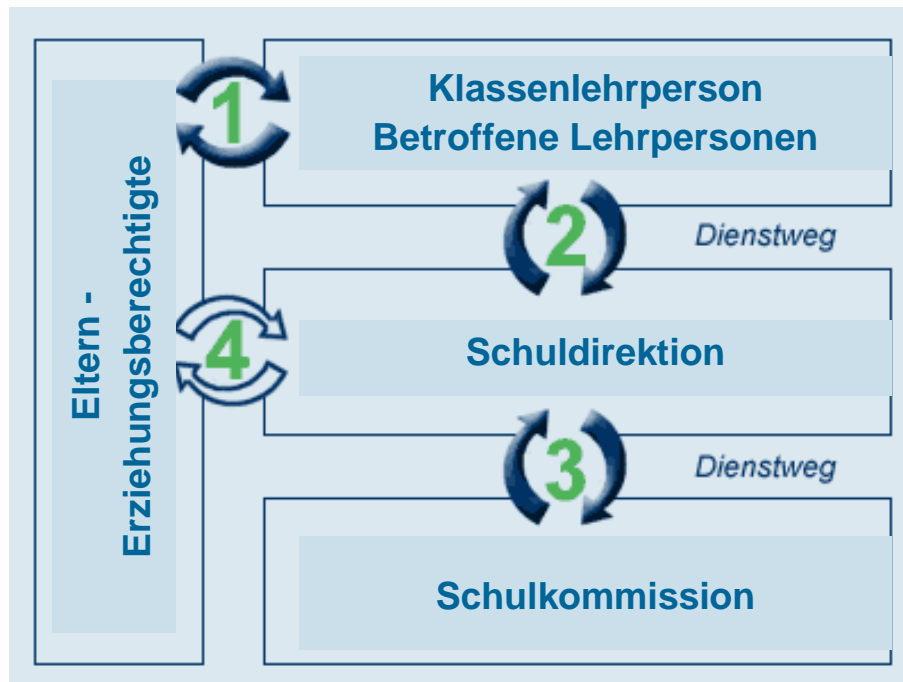 Eltern -
Erziehungsberechtigte
1
Klassenlehrperson
Betroffene Lehrpersonen
2
Dienstweg
4
Schuldirektion
3
Dienstweg
Schulkommission